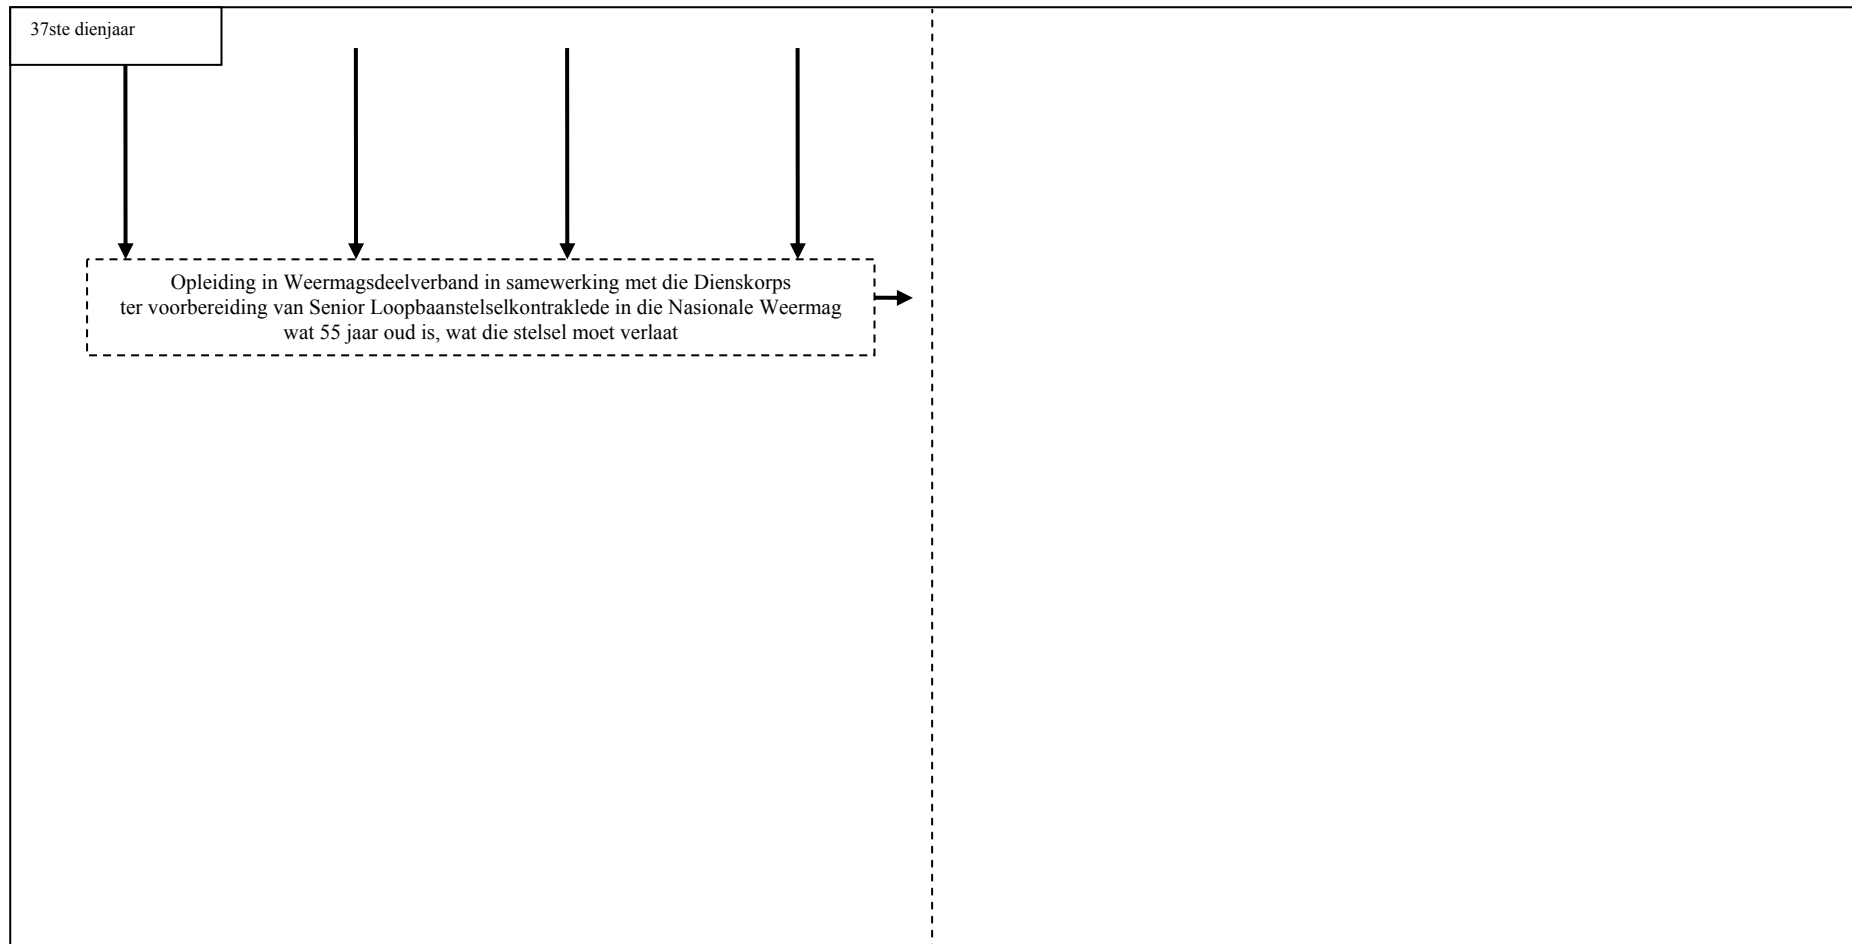 37ste dienjaar
Opleiding in Weermagsdeelverband in samewerking met die Dienskorps
ter voorbereiding van Senior Loopbaanstelselkontraklede in die Nasionale Weermag
wat 55 jaar oud is, wat die stelsel moet verlaat